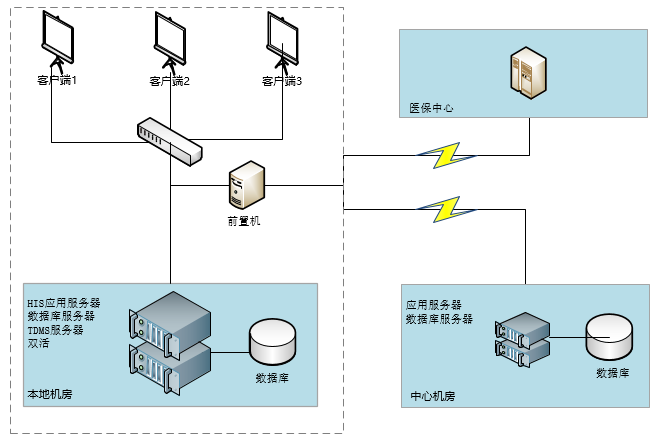 客户端1
客户端2
客户端3
医保中心
前置机
HIS应用服务器
数据库服务器
TDMS服务器
双活
数据库
本地机房
应用服务器
数据库服务器
数据库
中心机房